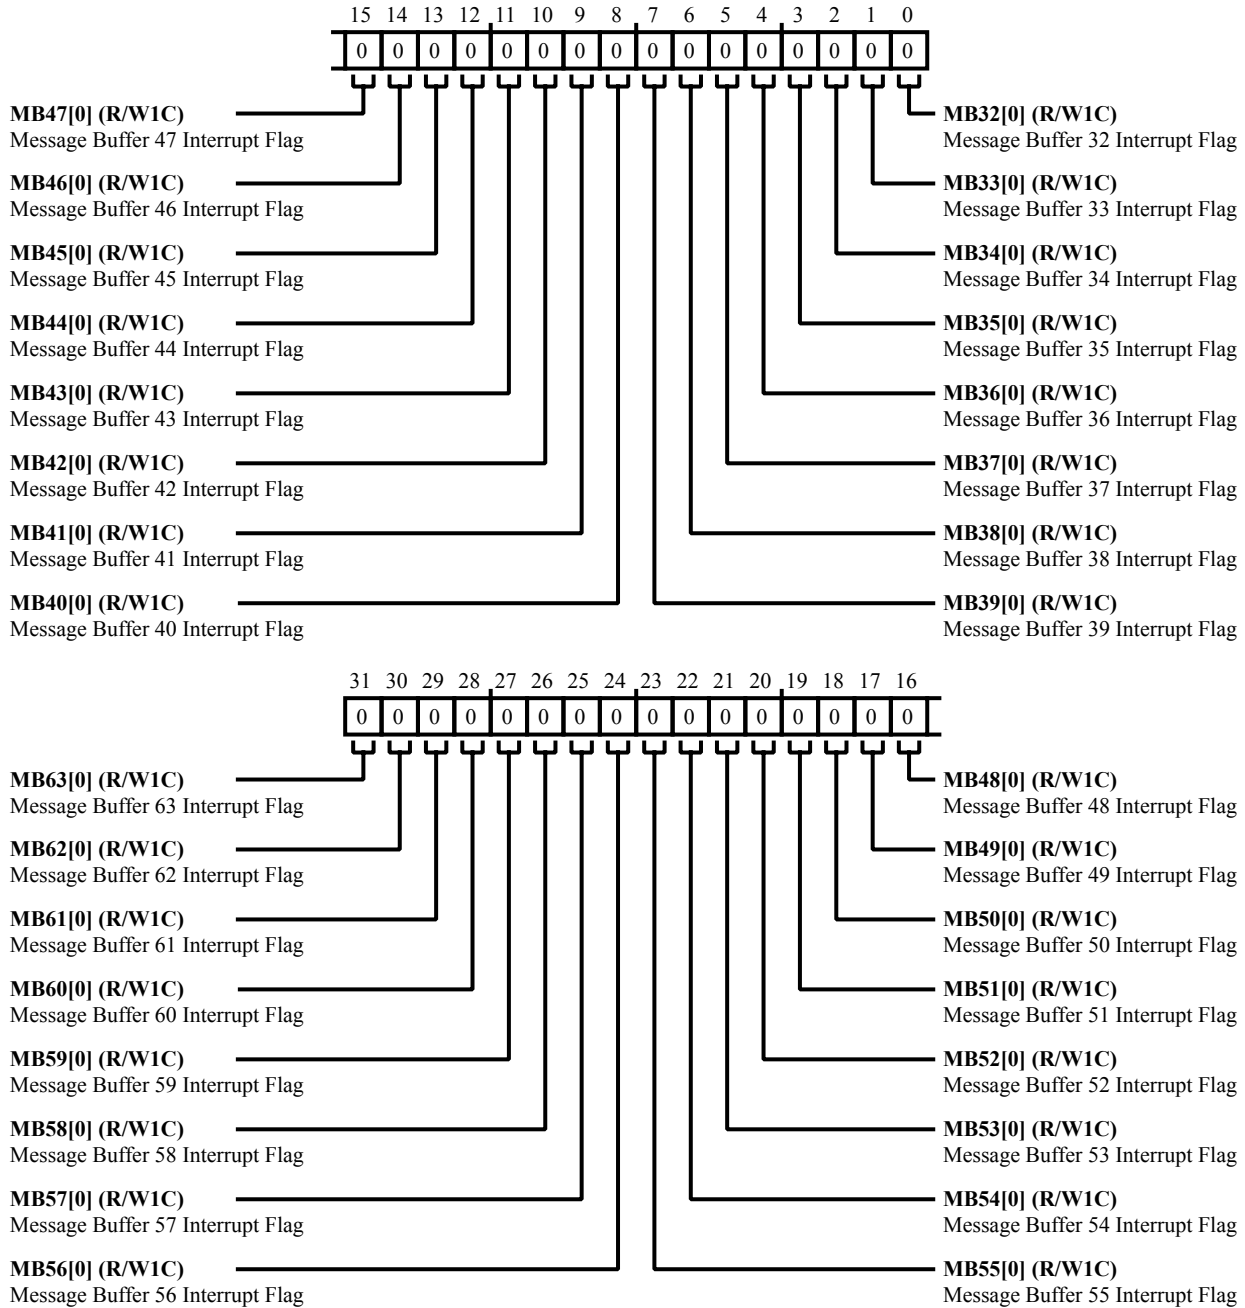 15 14 13 12 11 10 9 8 7 6 5 4 3 2 1 0
0 0 0 0 0 0 0 0 0 0 0 0 0 0 0 0
MB47[0] (R/W1C)
Message Buffer 47 Interrupt Flag
MB32[0] (R/W1C)
Message Buffer 32 Interrupt Flag
MB46[0] (R/W1C)
Message Buffer 46 Interrupt Flag
MB33[0] (R/W1C)
Message Buffer 33 Interrupt Flag
MB45[0] (R/W1C)
Message Buffer 45 Interrupt Flag
MB34[0] (R/W1C)
Message Buffer 34 Interrupt Flag
MB44[0] (R/W1C)
Message Buffer 44 Interrupt Flag
MB35[0] (R/W1C)
Message Buffer 35 Interrupt Flag
MB43[0] (R/W1C)
Message Buffer 43 Interrupt Flag
MB36[0] (R/W1C)
Message Buffer 36 Interrupt Flag
MB42[0] (R/W1C)
Message Buffer 42 Interrupt Flag
MB37[0] (R/W1C)
Message Buffer 37 Interrupt Flag
MB41[0] (R/W1C)
Message Buffer 41 Interrupt Flag
MB38[0] (R/W1C)
Message Buffer 38 Interrupt Flag
MB40[0] (R/W1C)
Message Buffer 40 Interrupt Flag
MB39[0] (R/W1C)
Message Buffer 39 Interrupt Flag
31 30 29 28 27 26 25 24 23 22 21 20 19 18 17 16
0 0 0 0 0 0 0 0 0 0 0 0 0 0 0 0
MB63[0] (R/W1C)
Message Buffer 63 Interrupt Flag
MB48[0] (R/W1C)
Message Buffer 48 Interrupt Flag
MB62[0] (R/W1C)
Message Buffer 62 Interrupt Flag
MB49[0] (R/W1C)
Message Buffer 49 Interrupt Flag
MB61[0] (R/W1C)
Message Buffer 61 Interrupt Flag
MB50[0] (R/W1C)
Message Buffer 50 Interrupt Flag
MB60[0] (R/W1C)
Message Buffer 60 Interrupt Flag
MB51[0] (R/W1C)
Message Buffer 51 Interrupt Flag
MB59[0] (R/W1C)
Message Buffer 59 Interrupt Flag
MB52[0] (R/W1C)
Message Buffer 52 Interrupt Flag
MB58[0] (R/W1C)
Message Buffer 58 Interrupt Flag
MB53[0] (R/W1C)
Message Buffer 53 Interrupt Flag
MB57[0] (R/W1C)
Message Buffer 57 Interrupt Flag
MB54[0] (R/W1C)
Message Buffer 54 Interrupt Flag
MB56[0] (R/W1C)
Message Buffer 56 Interrupt Flag
MB55[0] (R/W1C)
Message Buffer 55 Interrupt Flag